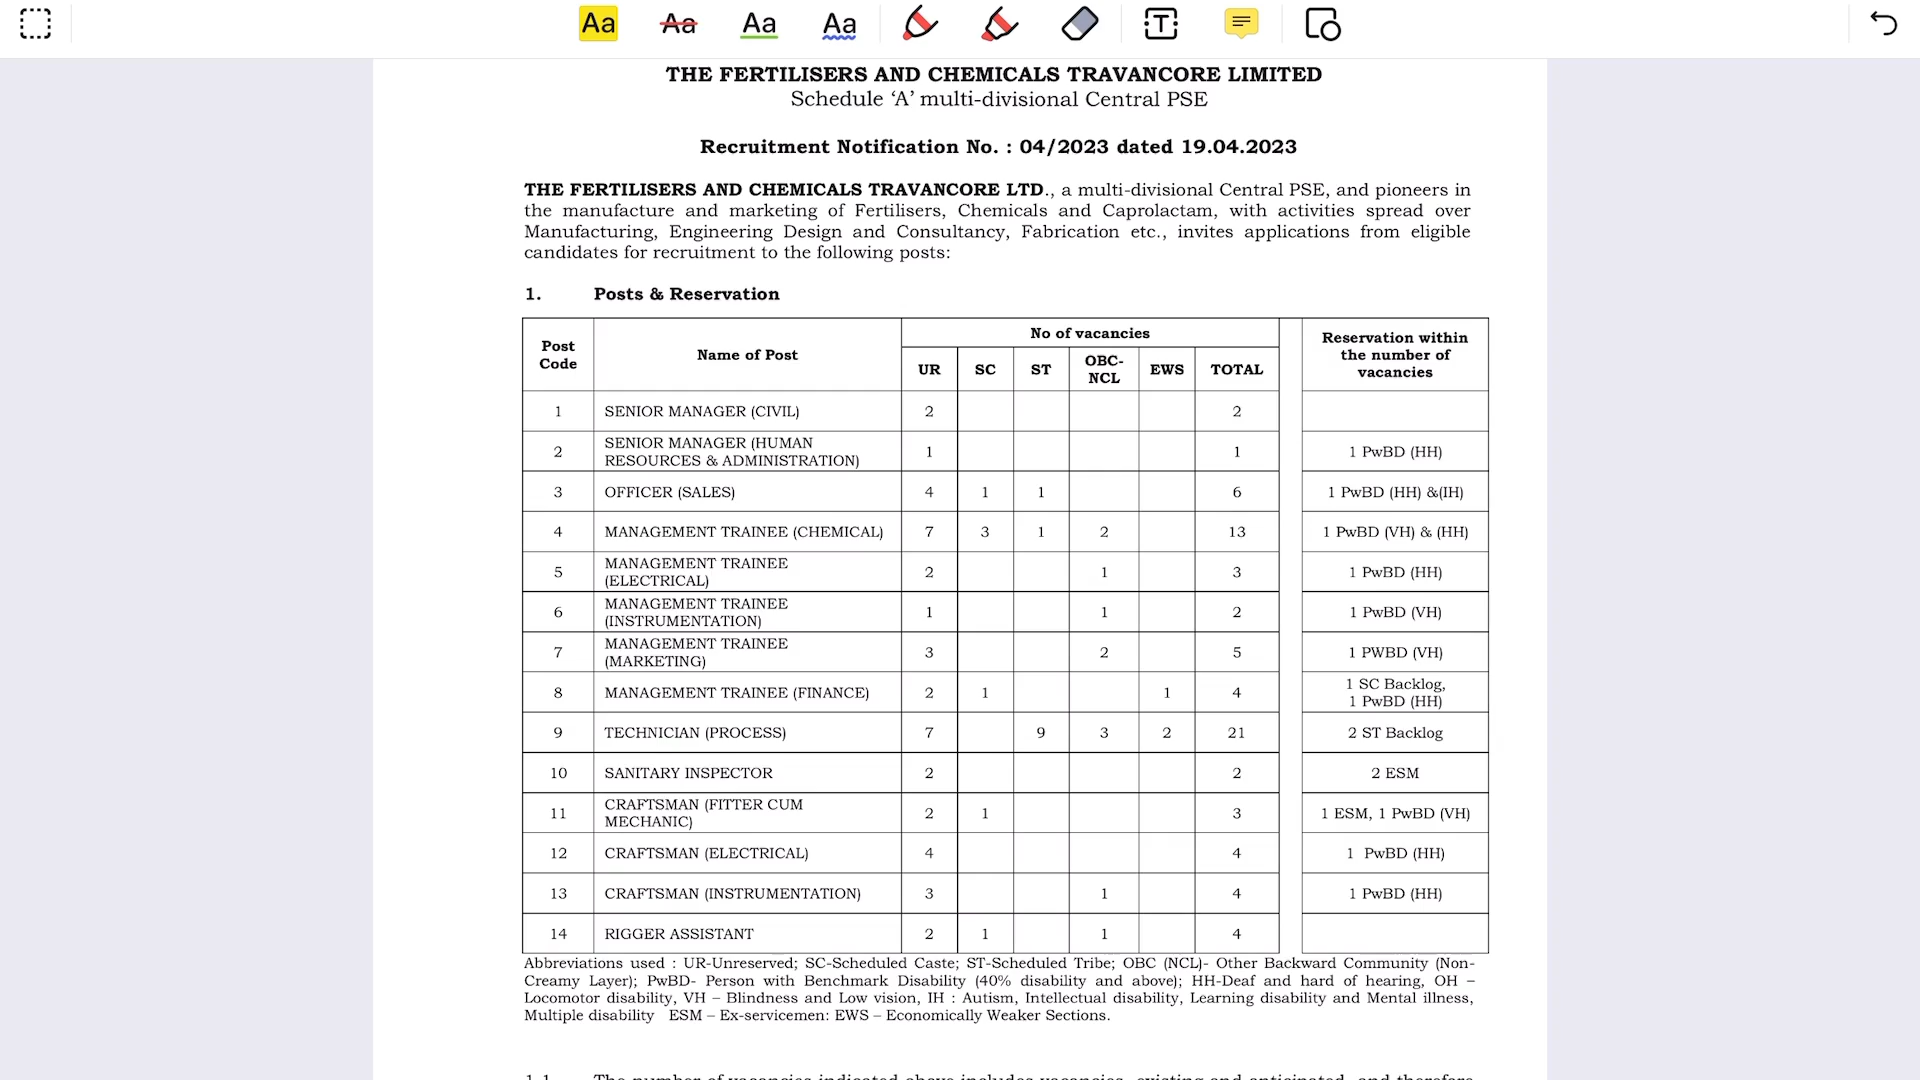 Aa Aa Aa Aa T
THE FERTILISERS AND CHEMICALS TRAVANCORE LIMITED
Schedule ‘A’ multi-divisional Central PSE
Recruitment Notification No. : 04/2023 dated 19.04.2023
THE FERTILISERS AND CHEMICALS TRAVANCORE LTD., a multi-divisional Central PSE, and pioneers in
the manufacture and marketing of Fertilisers, Chemicals and Caprolactam, with activities spread over
Manufacturing, Engineering Design and Consultancy, Fabrication etc., invites applications from eligible
candidates for recruitment to the following posts:
1. Posts & Reservation
Post Code Name of Post No of vacancies Reservation within the number of vacancies
UR SC ST OBC-NCL EWS TOTAL
1 SENIOR MANAGER (CIVIL) 2 2
2 SENIOR MANAGER (HUMAN RESOURCES & ADMINISTRATION) 1 1 1 PwBD (HH)
3 OFFICER (SALES) 4 1 1 6 1 PwBD (HH) &(IH)
4 MANAGEMENT TRAINEE (CHEMICAL) 7 3 1 2 13 1 PwBD (VH) & (HH)
5 MANAGEMENT TRAINEE (ELECTRICAL) 2 1 3 1 PwBD (HH)
6 MANAGEMENT TRAINEE (INSTRUMENTATION) 1 1 2 1 PwBD (VH)
7 MANAGEMENT TRAINEE (MARKETING) 3 2 5 1 PWBD (VH)
8 MANAGEMENT TRAINEE (FINANCE) 2 1 1 4 1 SC Backlog, 1 PwBD (HH)
9 TECHNICIAN (PROCESS) 7 9 3 2 21 2 ST Backlog
10 SANITARY INSPECTOR 2 2 2 ESM
11 CRAFTSMAN (FITTER CUM MECHANIC) 2 1 3 1 ESM, 1 PwBD (VH)
12 CRAFTSMAN (ELECTRICAL) 4 4 1 PwBD (HH)
13 CRAFTSMAN (INSTRUMENTATION) 3 1 4 1 PwBD (HH)
14 RIGGER ASSISTANT 2 1 1 4
Abbreviations used : UR-Unreserved; SC-Scheduled Caste; ST-Scheduled Tribe; OBC (NCL)- Other Backward Community (Non-
Creamy Layer); PwBD- Person with Benchmark Disability (40% disability and above); HH-Deaf and hard of hearing, OH –
Locomotor disability, VH – Blindness and Low vision, IH : Autism, Intellectual disability, Learning disability and Mental illness,
Multiple disability ESM – Ex-servicemen: EWS – Economically Weaker Sections.
1.1 The number of vacancies indicated above includes vacancies, existing and anticipated, and therefore